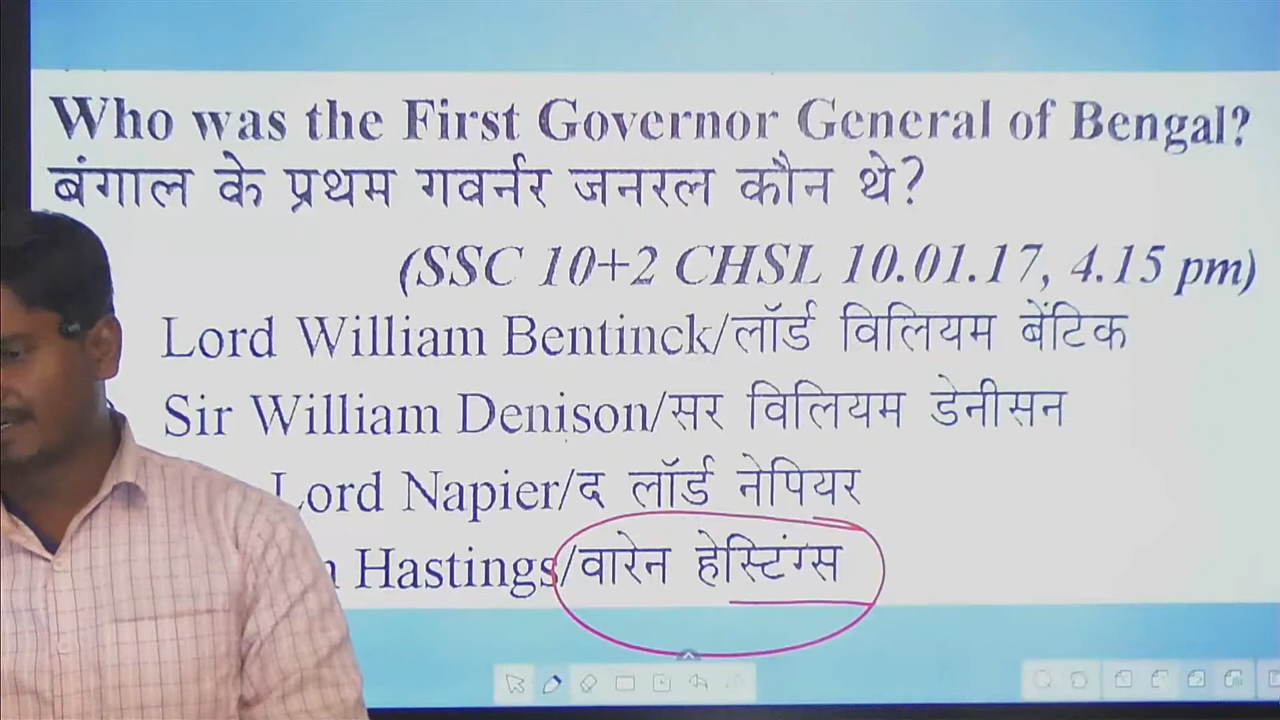 Who was the First Governor General of Bengal?
बंगाल के प्रथम गवर्नर जनरल कौन थे?
(SSC 10+2 CHSL 10.01.17, 4.15 pm)
Lord William Bentinck/लॉर्ड विलियम बेंटिक
Sir William Denison/सर विलियम डेनीसन
Lord Napier/द लॉर्ड नेपियर
Hastings/वारेन हेस्टिंग्स